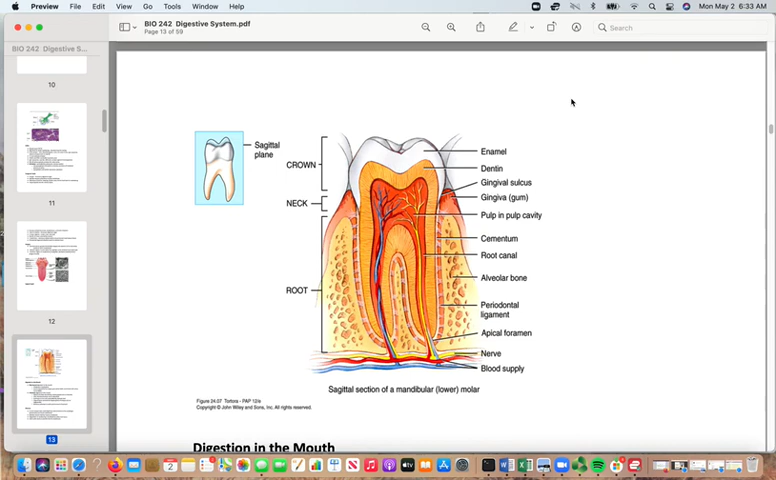 Preview File Edit View Go Tools Window Help
Mon May 2 6:33 AM
BIO 242 Digestive System.pdf
Page 13 of 59
Search
BIO 242 Digestive S...
10
11
12
13
Sagittal
plane
CROWN
NECK
ROOT
Enamel
Dentin
Gingival sulcus
Gingiva (gum)
Pulp in pulp cavity
Cementum
Root canal
Alveolar bone
Periodontal
ligament
Apical foramen
Nerve
Blood supply
Sagittal section of a mandibular (lower) molar
Figure 24.07 Tortora - PAP 12/e
Copyright © John Wiley and Sons, Inc. All rights reserved.
Digestion in the Mouth